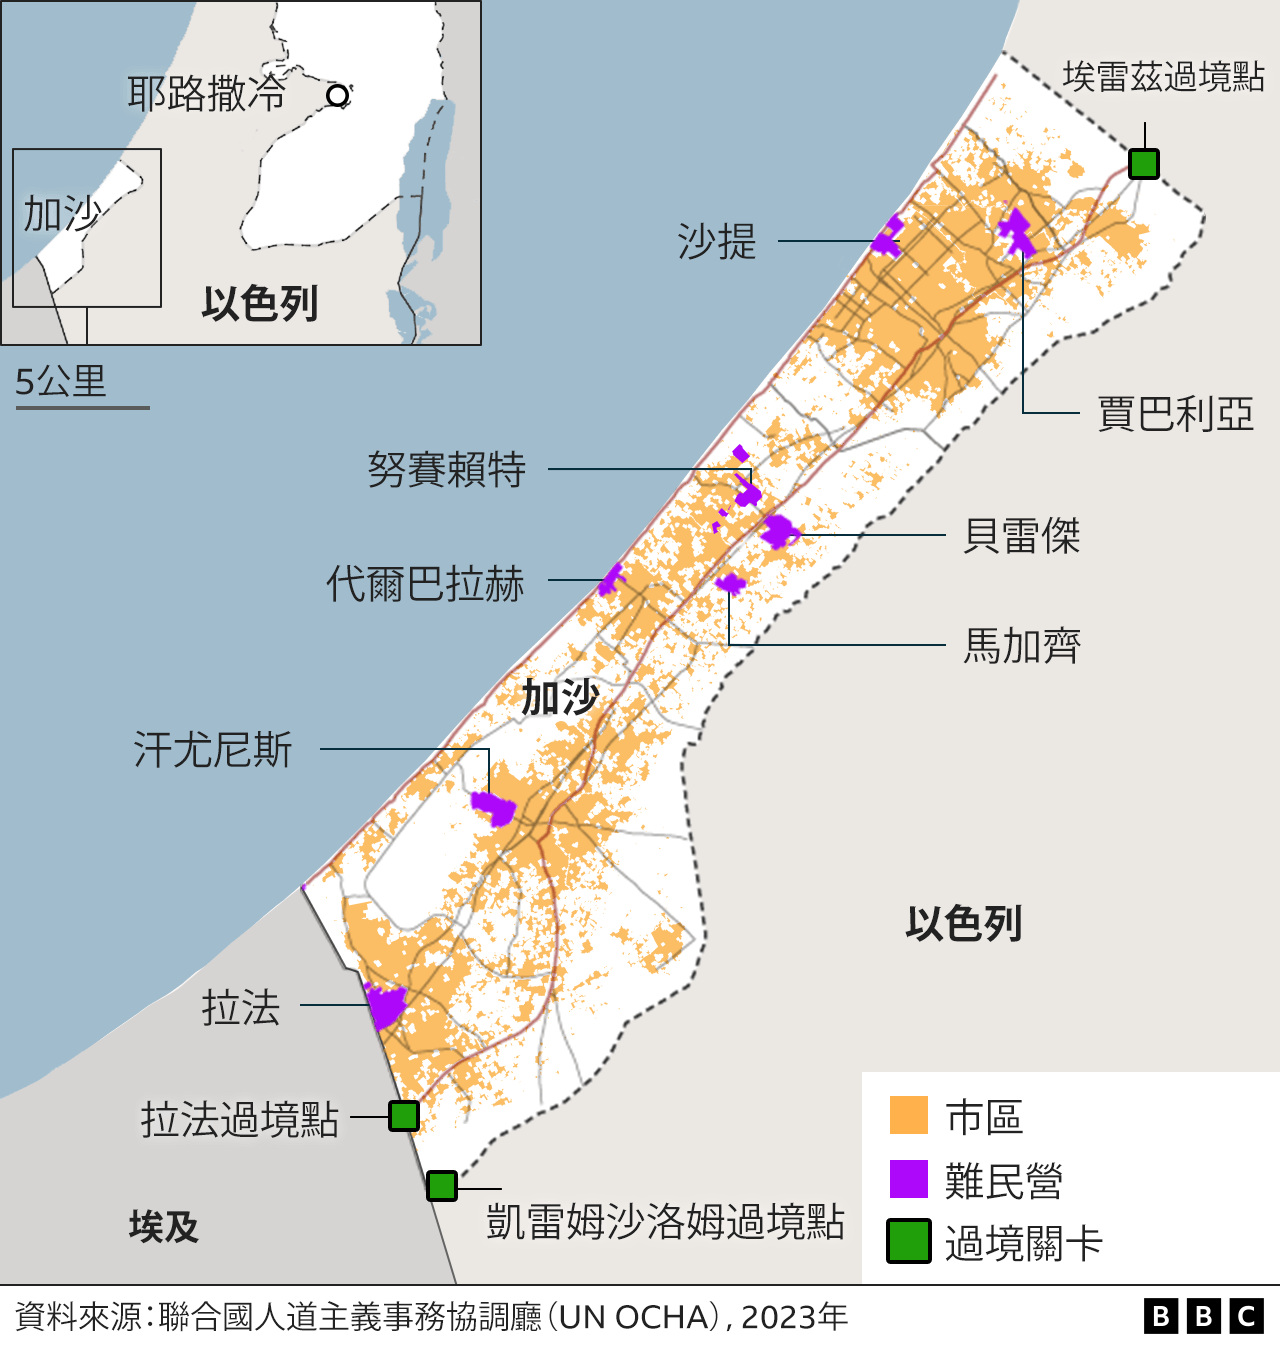 耶路撒冷
加沙
以色列
5公里
埃雷茲過境點
沙提
賈巴利亞
努賽賴特
貝雷傑
代爾巴拉赫
馬加齊
加沙
汗尤尼斯
以色列
拉法
拉法過境點
埃及
凱雷姆沙洛姆過境點
市區
難民營
過境關卡
資料來源：聯合國人道主義事務協調廳（UN OCHA），2023年
BBC